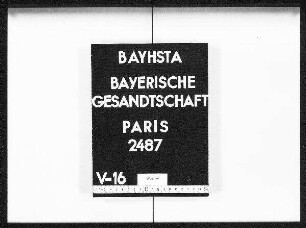 BAYHSTA
BAYERISCHE
GESANDTSCHAFT
PARIS
2487
V-16